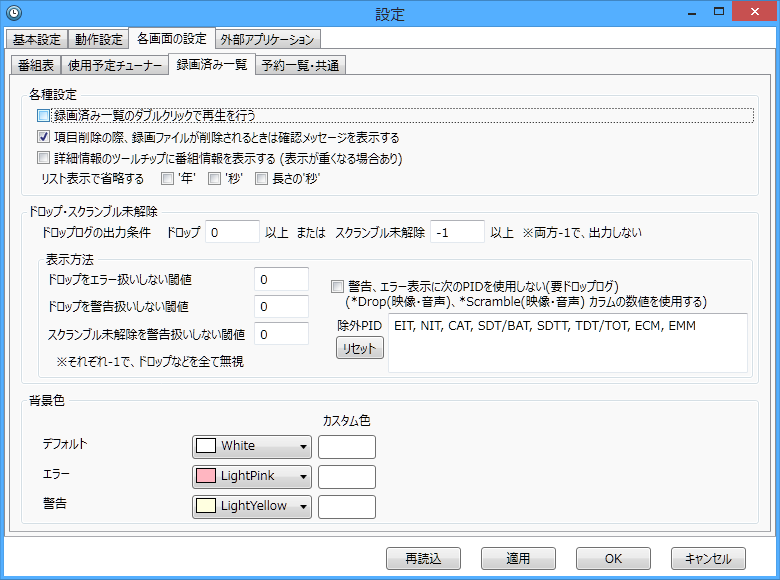 設定
基本設定 動作設定 各画面の設定 外部アプリケーション
番組表 使用予定チューナー 録画済み一覧 予約一覧・共通
各種設定
録画済み一覧のダブルクリックで再生を行う
項目削除の際、録画ファイルが削除されるときは確認メッセージを表示する
詳細情報のツールチップに番組情報を表示する (表示が重くなる場合あり)
リスト表示で省略する '年' '秒' 長さの'秒'
ドロップ・スクランブル未解除
ドロップログの出力条件 ドロップ 0 以上 または スクランブル未解除 -1 以上 ※両方-1で、出力しない
表示方法
ドロップをエラー扱いしない閾値 0
ドロップを警告扱いしない閾値 0
スクランブル未解除を警告扱いしない閾値 0
※それぞれ-1で、ドロップなどを全て無視
警告、エラー表示に次のPIDを使用しない(要ドロップログ)
(*Drop(映像・音声)、*Scramble(映像・音声) カラムの数値を使用する)
除外PID EIT, NIT, CAT, SDT/BAT, SDTT, TDT/TOT, ECM, EMM
リセット
背景色
カスタム色
デフォルト White
エラー LightPink
警告 LightYellow
再読込 適用 OK キャンセル